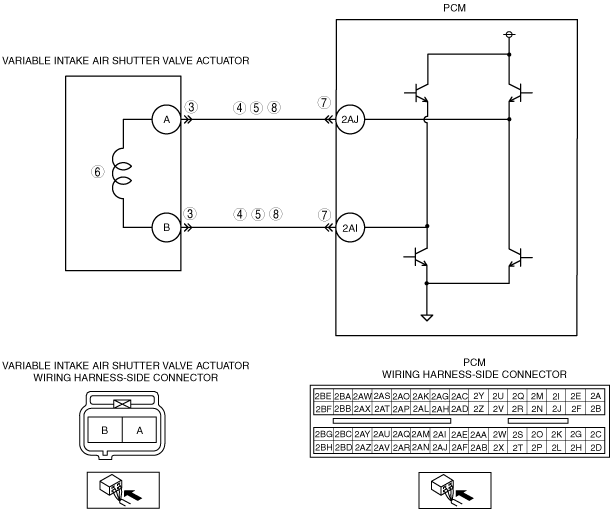 PCM
VARIABLE INTAKE AIR SHUTTER VALVE ACTUATOR
A 3 4 5 8 7 2AJ
6
B 3 4 5 8 7 2AI
VARIABLE INTAKE AIR SHUTTER VALVE ACTUATOR
WIRING HARNESS-SIDE CONNECTOR
B A
PCM
WIRING HARNESS-SIDE CONNECTOR
2BE 2BA 2AW 2AS 2AO 2AK 2AG 2AC 2Y 2U 2Q 2M 2I 2E 2A
2BF 2BB 2AX 2AT 2AP 2AL 2AH 2AD 2Z 2V 2R 2N 2J 2F 2B
2BG 2BC 2AY 2AU 2AQ 2AM 2AI 2AE 2AA 2W 2S 2O 2K 2G 2C
2BH 2BD 2AZ 2AV 2AR 2AN 2AJ 2AF 2AB 2X 2T 2P 2L 2H 2D